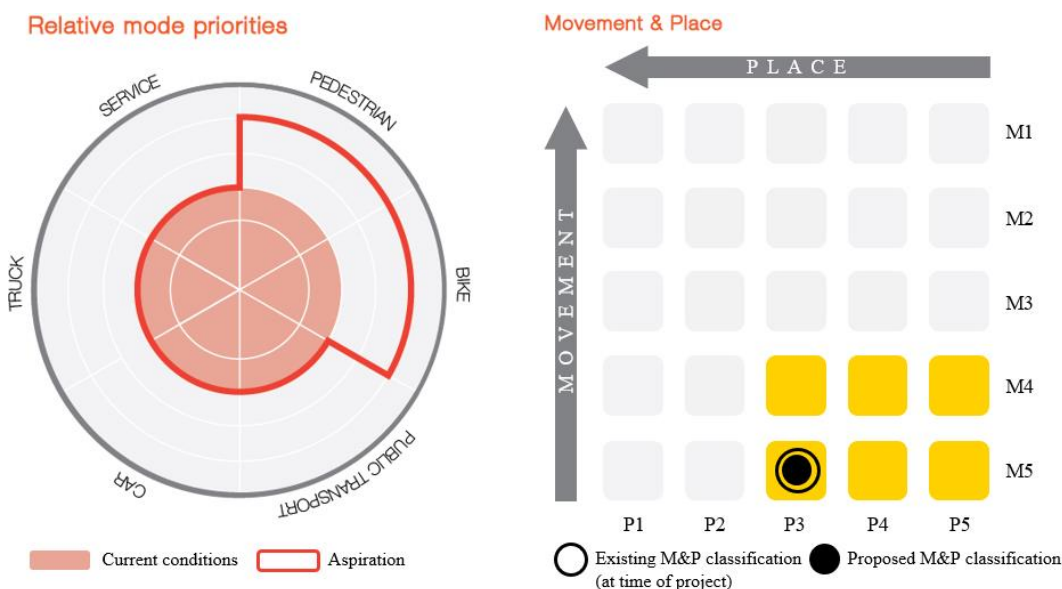 Relative mode priorities
SERVICE
PEDESTRIAN
TRUCK
BIKE
CAR
PUBLIC TRANSPORT
Current conditions
Aspiration
Movement & Place
PLACE
MOVEMENT
M1
M2
M3
M4
M5
P1 P2 P3 P4 P5
Existing M&P classification
(at time of project)
Proposed M&P classification